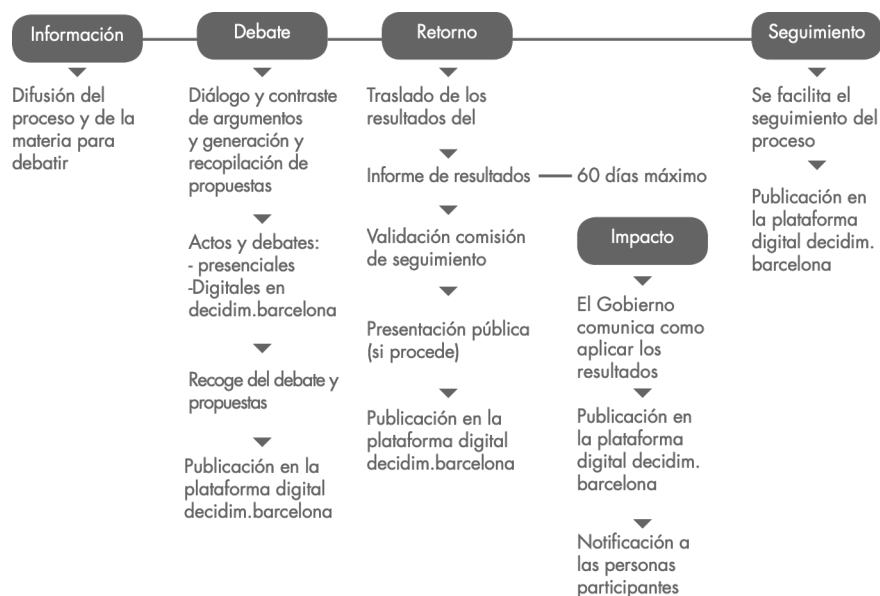 Información
Difusión del
proceso y de la
materia para
debatir
Debate
Diálogo y contraste
de argumentos
y generación y
recopilación de
propuestas
Actos y debates:
- presenciales
-Digitales en
decidim.barcelona
Recoge del debate y
propuestas
Publicación en la
plataforma digital
decidim.barcelona
Retorno
Traslado de los
resultados del
Informe de resultados
60 días máximo
Validación comisión
de seguimiento
Presentación pública
(si procede)
Publicación en la
plataforma digital
decidim.barcelona
Impacto
El Gobierno
comunica como
aplicar los
resultados
Publicación en
la plataforma
digital decidim.
barcelona
Notificación a
las personas
participantes
Seguimiento
Se facilita el
seguimiento del
proceso
Publicación en
la plataforma
digital decidim.
barcelona